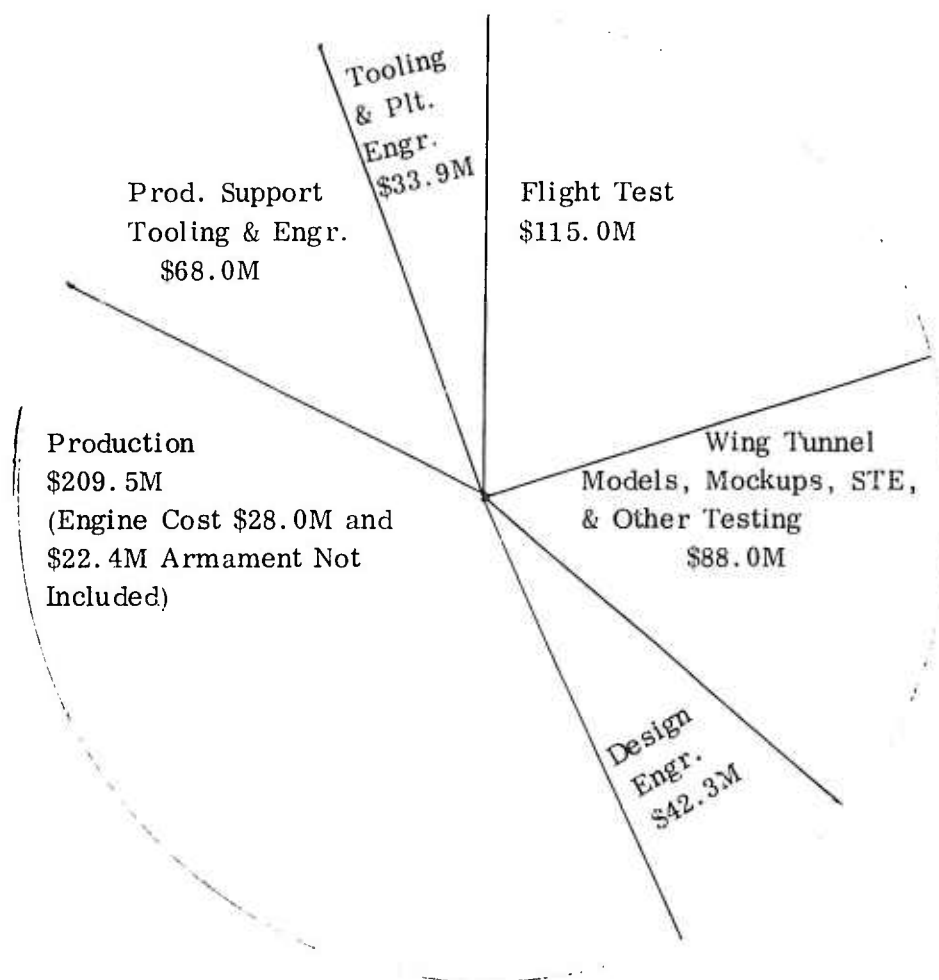 Tooling
& Plt.
Engr.
$33.9M
Prod. Support
Tooling & Engr.
$68.0M
Flight Test
$115.0M
Production
$209.5M
(Engine Cost $28.0M and
$22.4M Armament Not
Included)
Wing Tunnel
Models, Mockups, STE,
& Other Testing
$88.0M
Design
Engr.
$42.3M